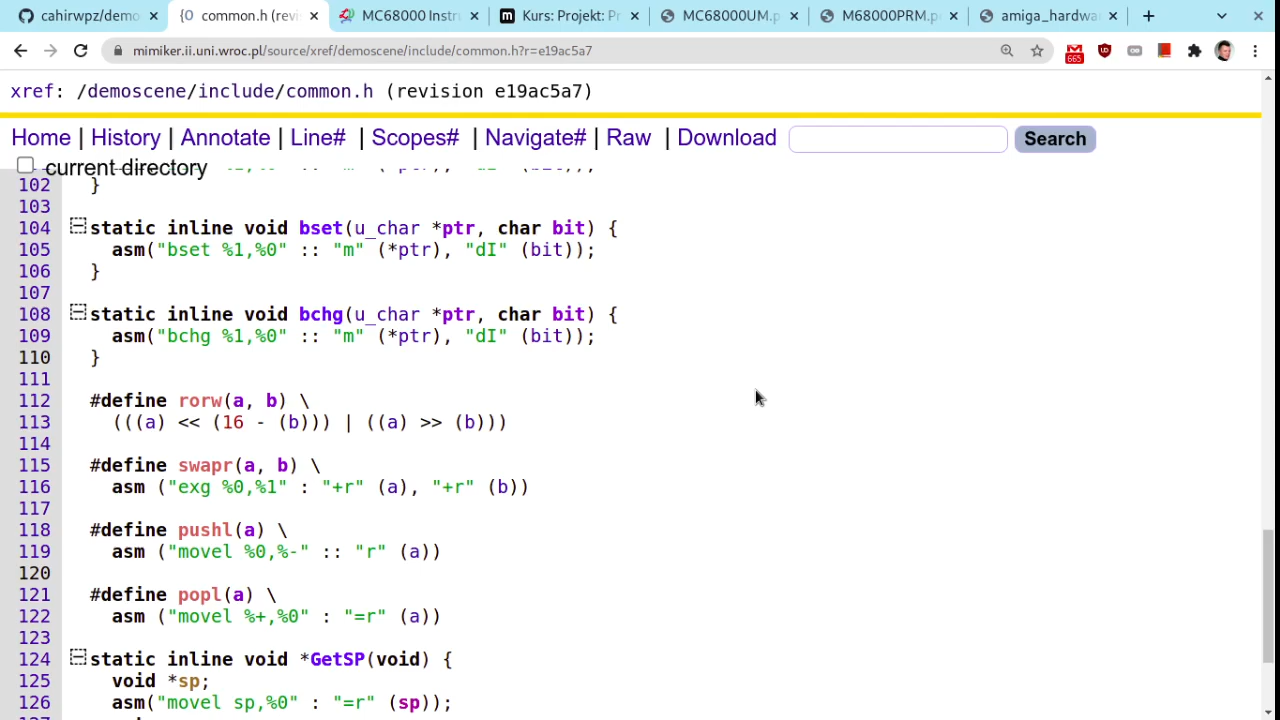 cahirwpz/demo
common.h (revi
MC68000 Instru
Kurs: Projekt: Pr
MC68000UM.p
M68000PRM.p
amiga_hardwa
mimiker.ii.uni.wroc.pl/source/xref/demoscene/include/common.h?r=e19ac5a7
665
xref: /demoscene/include/common.h (revision e19ac5a7)
Home | History | Annotate | Line# | Scopes# | Navigate# | Raw | Download Search
current directory
102 }
103
104 static inline void bset(u_char *ptr, char bit) {
105 asm("bset %1,%0" :: "m" (*ptr), "dI" (bit));
106 }
107
108 static inline void bchg(u_char *ptr, char bit) {
109 asm("bchg %1,%0" :: "m" (*ptr), "dI" (bit));
110 }
111
112 #define rorw(a, b) \
113 (((a) << (16 - (b))) | ((a) >> (b)))
114
115 #define swapr(a, b) \
116 asm ("exg %0,%1" : "+r" (a), "+r" (b))
117
118 #define pushl(a) \
119 asm ("movel %0,%-" :: "r" (a))
120
121 #define popl(a) \
122 asm ("movel %+,%0" : "=r" (a))
123
124 static inline void *GetSP(void) {
125 void *sp;
126 asm("movel sp,%0" : "=r" (sp));